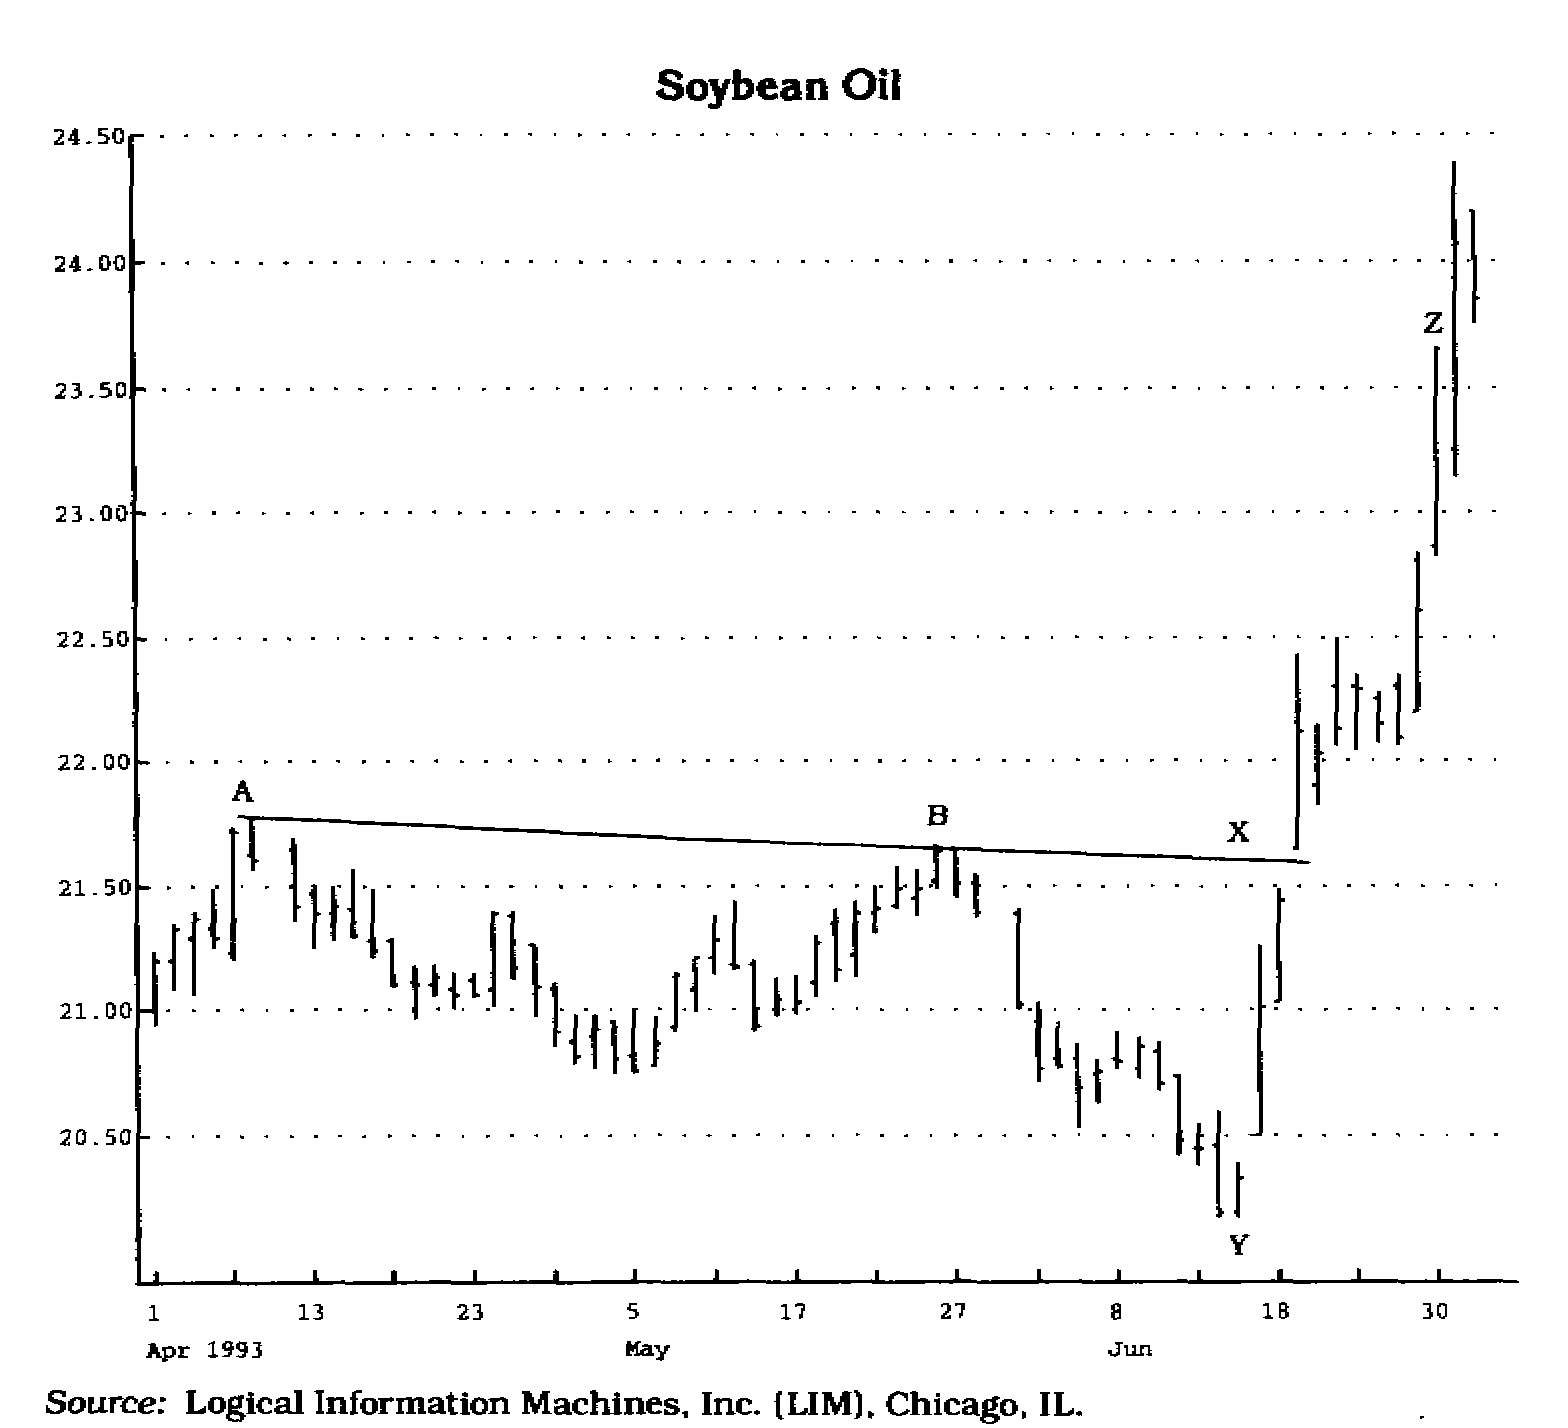 Soybean Oil
24.50
24.00
Z
23.50
23.00
22.50
22.00
A
B
X
21.50
21.00
20.50
Y
1 13 23 5 17 27 8 18 30
Apr 1993 May Jun
Source: Logical Information Machines, Inc. (LIM), Chicago, IL.